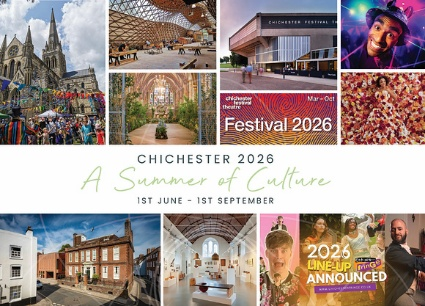 CHICHESTER FESTIVAL TH
chichester
festival
theatre
Mar - Oct
Festival 2026
CHICHESTER 2026
A Summer of Culture
1ST JUNE - 1ST SEPTEMBER
2026
LINE-UP
ANNOUNCED